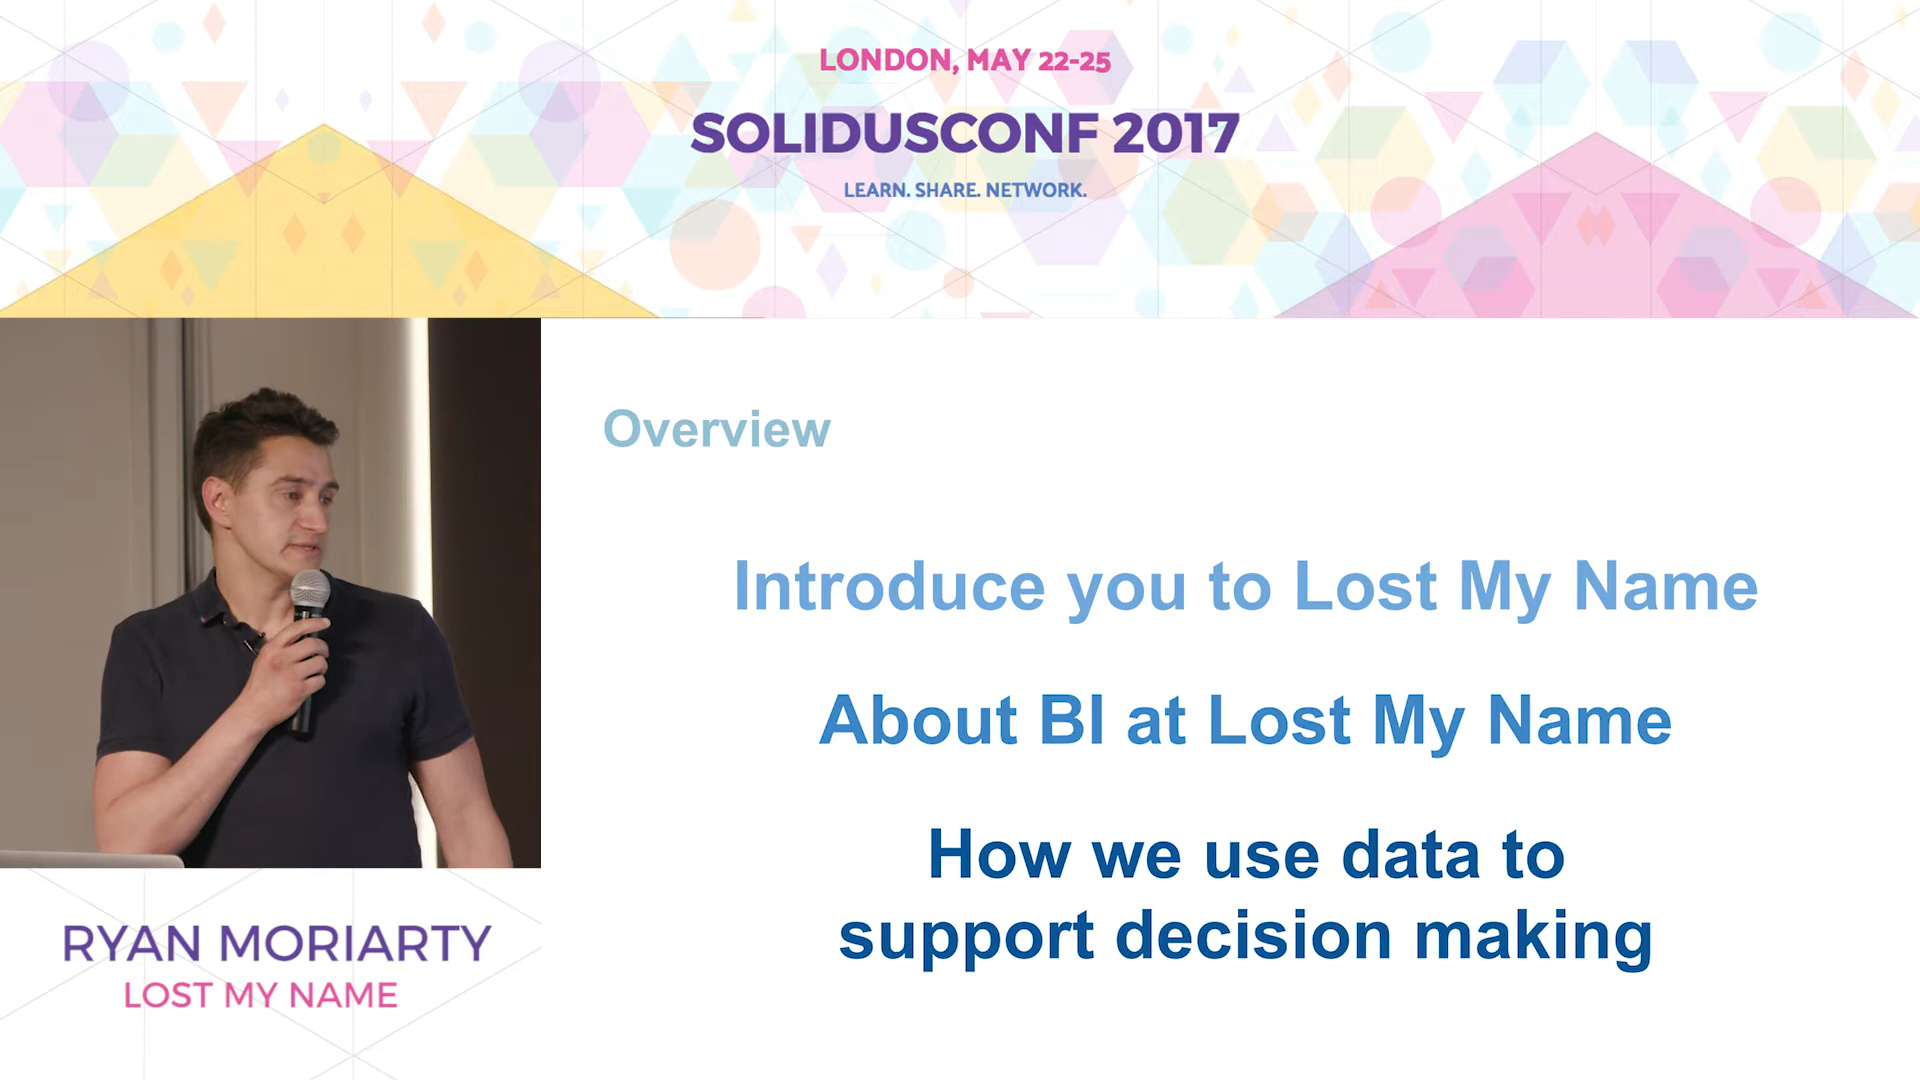 LONDON, MAY 22-25
SOLIDUSCONF 2017
LEARN. SHARE. NETWORK.
Overview
Introduce you to Lost My Name
About BI at Lost My Name
How we use data to
support decision making
RYAN MORIARTY
LOST MY NAME